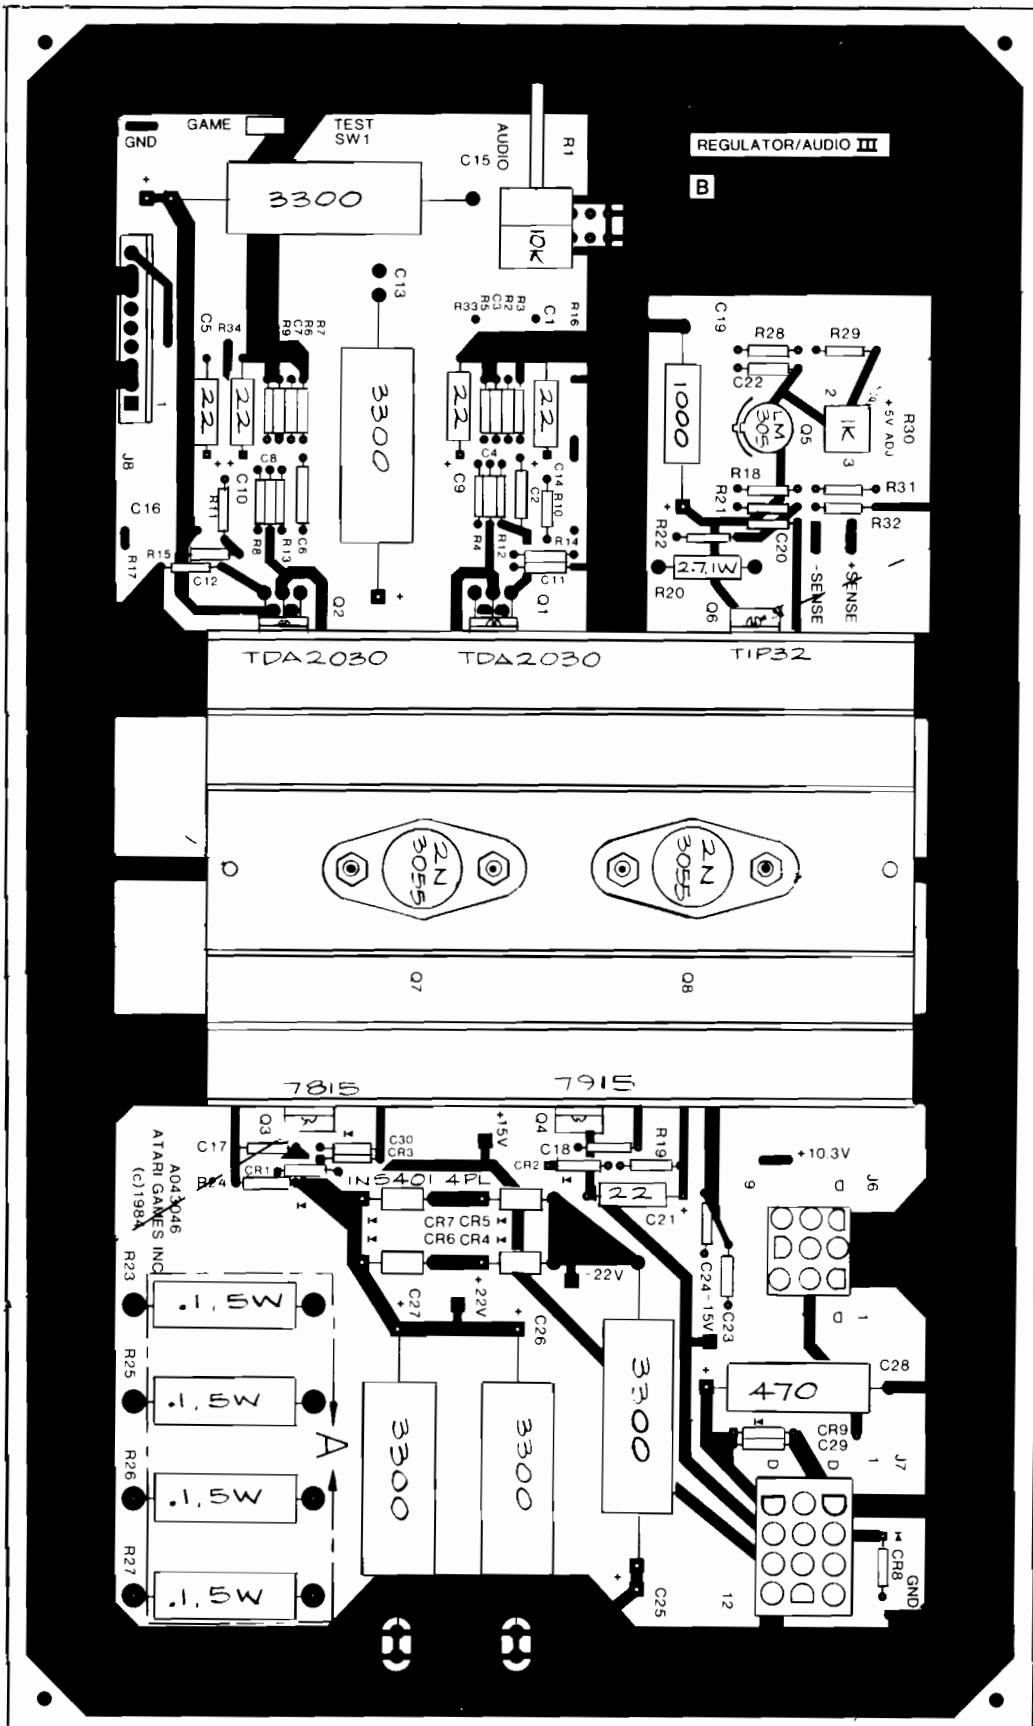 GAME
TEST
SW1
GND
AUDIO
R1
C15
3300
10K
REGULATOR/AUDIO III
B
+
C13
R33
R5
C3
R2
R3
C1
R16
C5
R34
R9
C7
R6
R7
22
22
3300
22
22
1
J8
C16
R17
R15
C12
R11
C10
+
+
C8
R8
R13
C6
+
Q2
C9
+
C4
R4
R12
C2
+
C14
R10
R14
C11
Q1
C19
R28
R29
C22
1000
LM
305
Q5
2
1K
3
+5V ADJ
R30
R18
R21
R31
R32
+
R22
C20
2.7,1W
R20
Q6
-SENSE
+SENSE
TDA2030
TDA2030
TIP32
2N
3055
2N
3055
Q7
Q8
7815
7915
Q3
C17
CR1
R24
C30
CR3
+15V
Q4
C18
CR2
R19
+10.3V
J6
9
D
A043046
ATARI GAMES INC
(c)1984
IN5401 4PL
22
+
C21
CR7 CR5
CR6 CR4
-22V
+22V
C24
-15V
C23
D
1
R23
.1,5W
C27
+
C26
+
R25
.1,5W
A
3300
3300
3300
+
470
C28
CR9
C29
D
D
1
J7
R26
.1,5W
R27
.1,5W
+
C25
12
CR8
GND